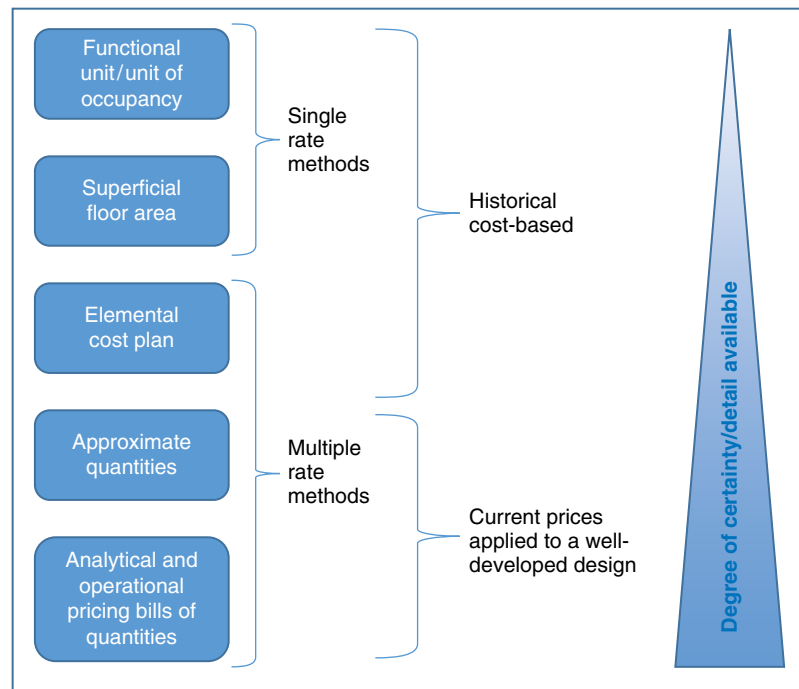 Functional
unit/unit of
occupancy
Superficial
floor area
Elemental
cost plan
Approximate
quantities
Analytical and
operational
pricing bills of
quantities
Single
rate
methods
Multiple
rate
methods
Historical
cost-based
Current prices
applied to a well-
developed design
Degree of certainty/detail available